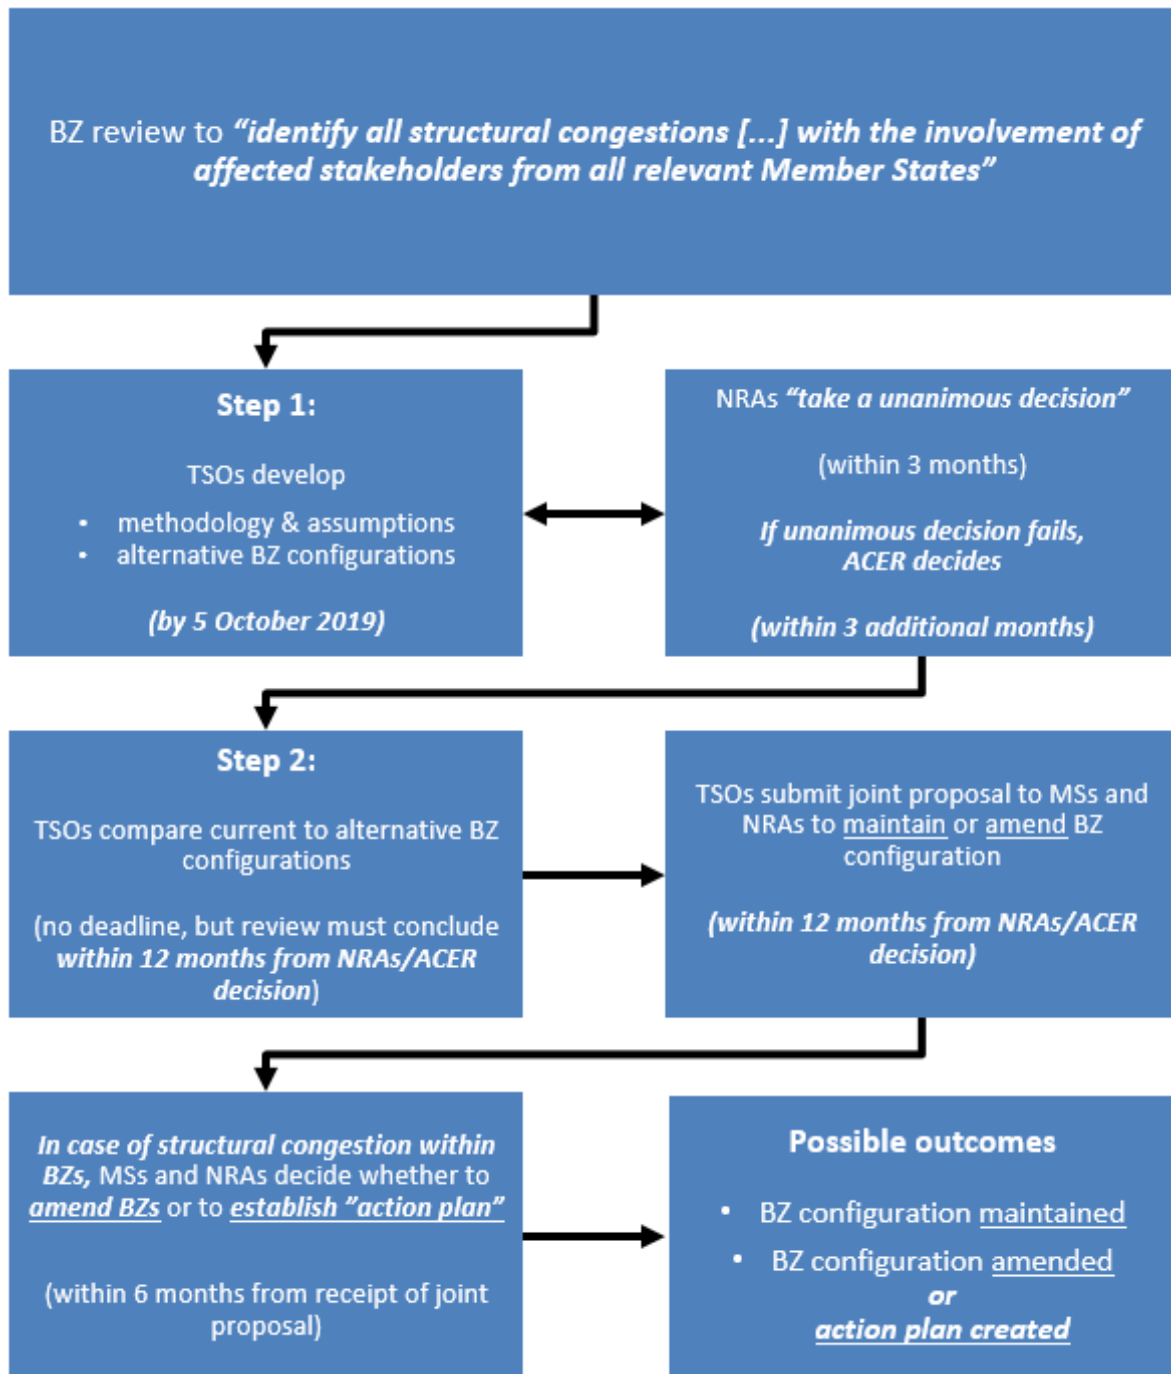 BZ review to “identify all structural congestions [...] with the involvement of
affected stakeholders from all relevant Member States”
Step 1:
TSOs develop
• methodology & assumptions
• alternative BZ configurations
(by 5 October 2019)
NRAs “take a unanimous decision”
(within 3 months)
If unanimous decision fails,
ACER decides
(within 3 additional months)
Step 2:
TSOs compare current to alternative BZ
configurations
(no deadline, but review must conclude
within 12 months from NRAs/ACER
decision)
TSOs submit joint proposal to MSs and
NRAs to maintain or amend BZ
configuration
(within 12 months from NRAs/ACER
decision)
In case of structural congestion within
BZs, MSs and NRAs decide whether to
amend BZs or to establish ”action plan”
(within 6 months from receipt of joint
proposal)
Possible outcomes
• BZ configuration maintained
• BZ configuration amended
or
action plan created